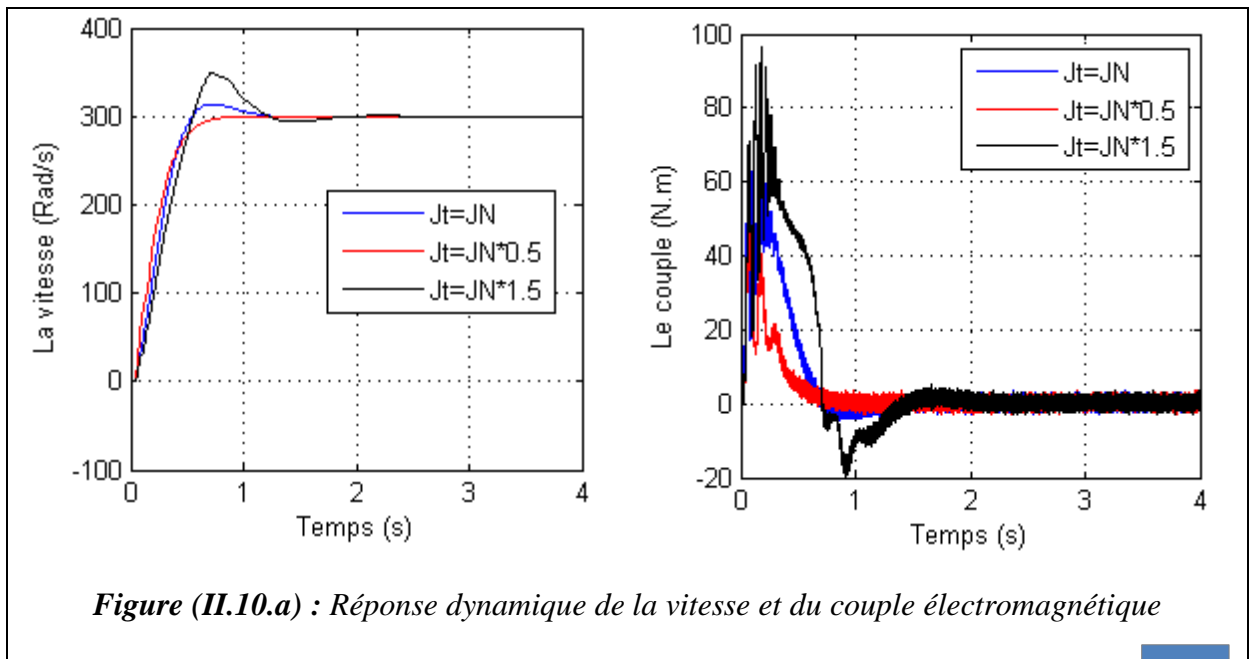 400
300
200
100
0
-100
0 1 2 3 4
La vitesse (Rad/s)
Temps (s)
Jt=JN
Jt=JN*0.5
Jt=JN*1.5
100
80
60
40
20
0
-20
0 1 2 3 4
Le couple (N.m)
Temps (s)
Jt=JN
Jt=JN*0.5
Jt=JN*1.5
Figure (II.10.a) : Réponse dynamique de la vitesse et du couple électromagnétique